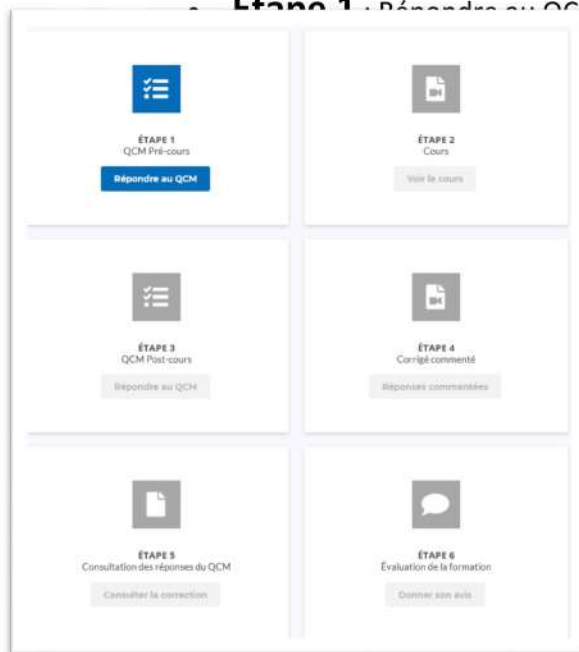 Étape 1 : Répondre au QC
ÉTAPE 1
QCM Pré-cours
Répondre au QCM
ÉTAPE 2
Cours
Voir le cours
ÉTAPE 3
QCM Post-cours
Répondre au QCM
ÉTAPE 4
Corrigé commenté
Réponses commentées
ÉTAPE 5
Consultation des réponses du QCM
Consulter la correction
ÉTAPE 6
Évaluation de la formation
Donner son avis